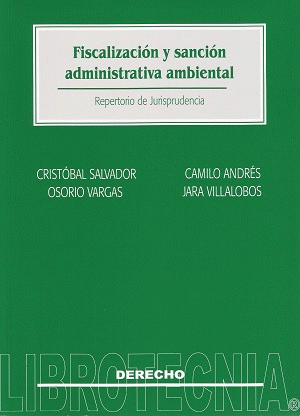 Fiscalización y sanción
administrativa ambiental
Repertorio de Jurisprudencia
CRISTÓBAL SALVADOR
OSORIO VARGAS
CAMILO ANDRÉS
JARA VILLALOBOS
DERECHO
LIBROTECNIA